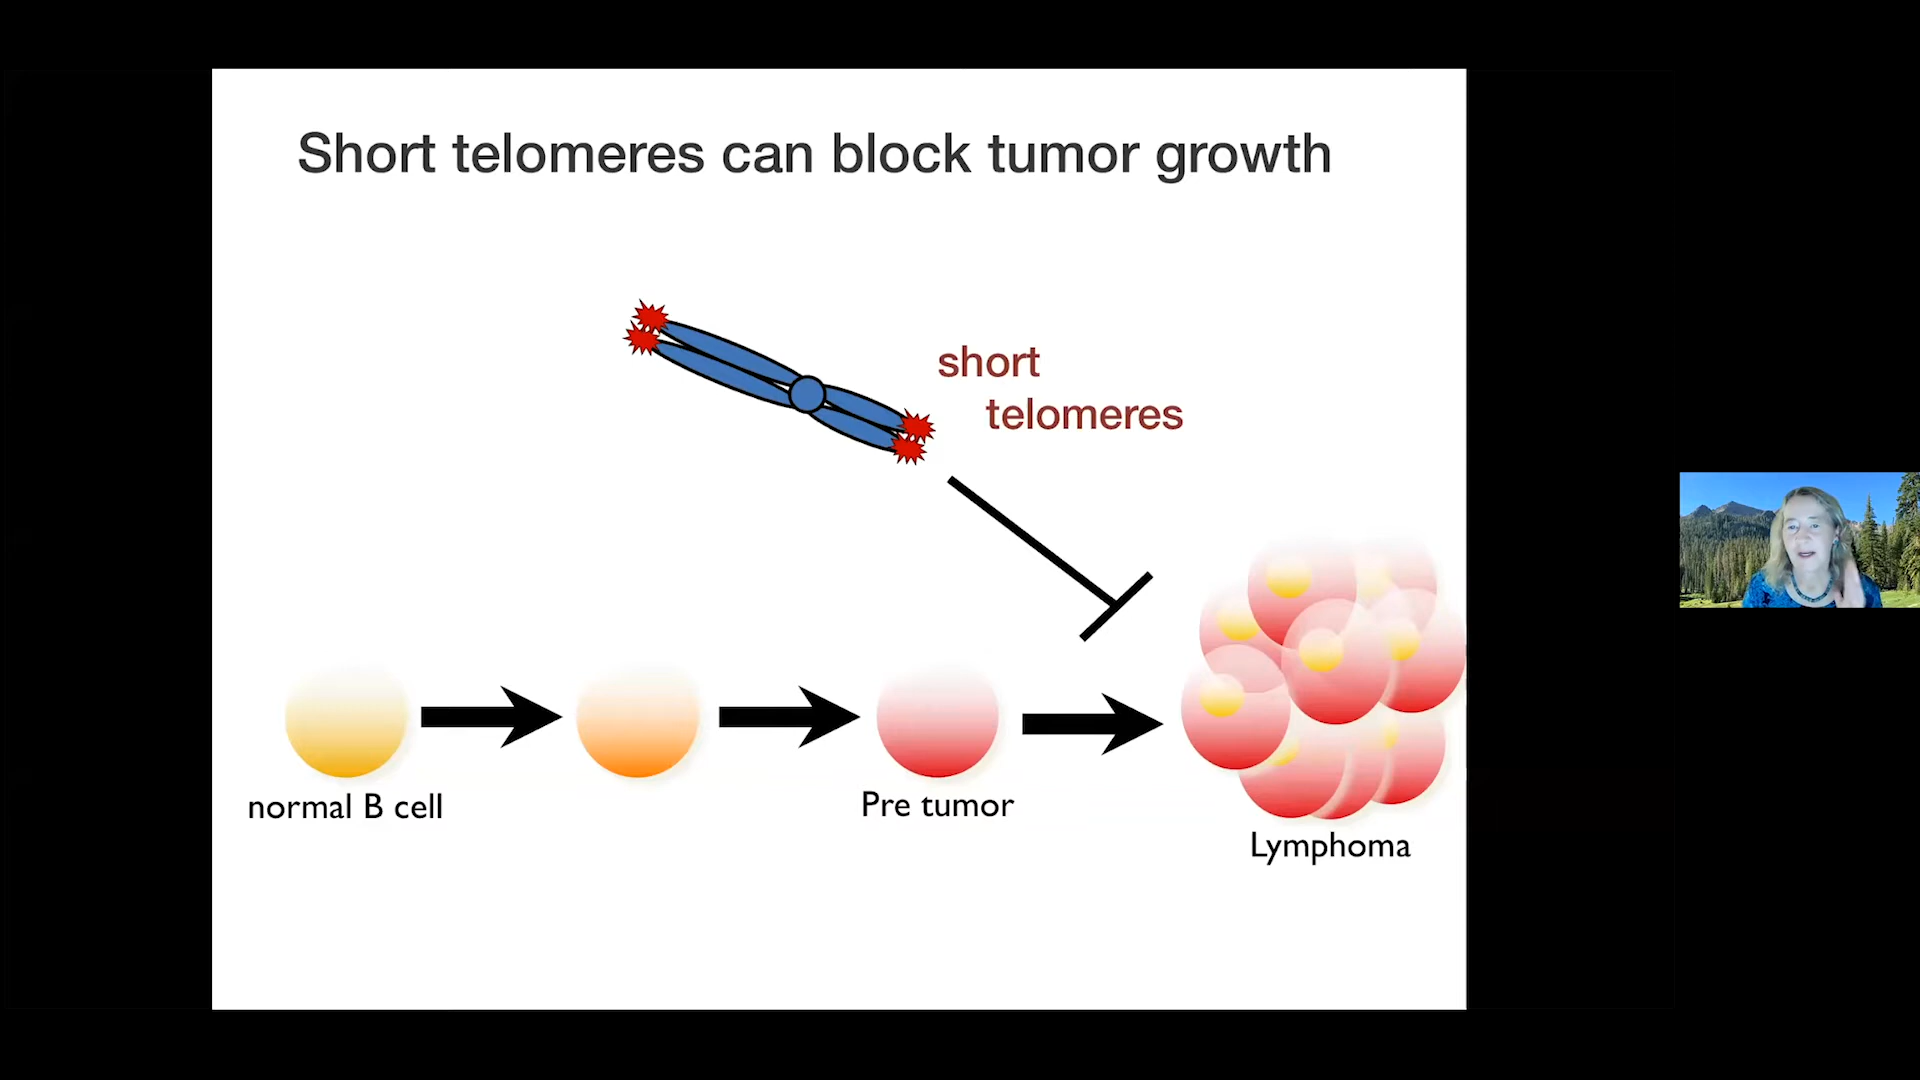 Short telomeres can block tumor growth
short
telomeres
normal B cell
Pre tumor
Lymphoma